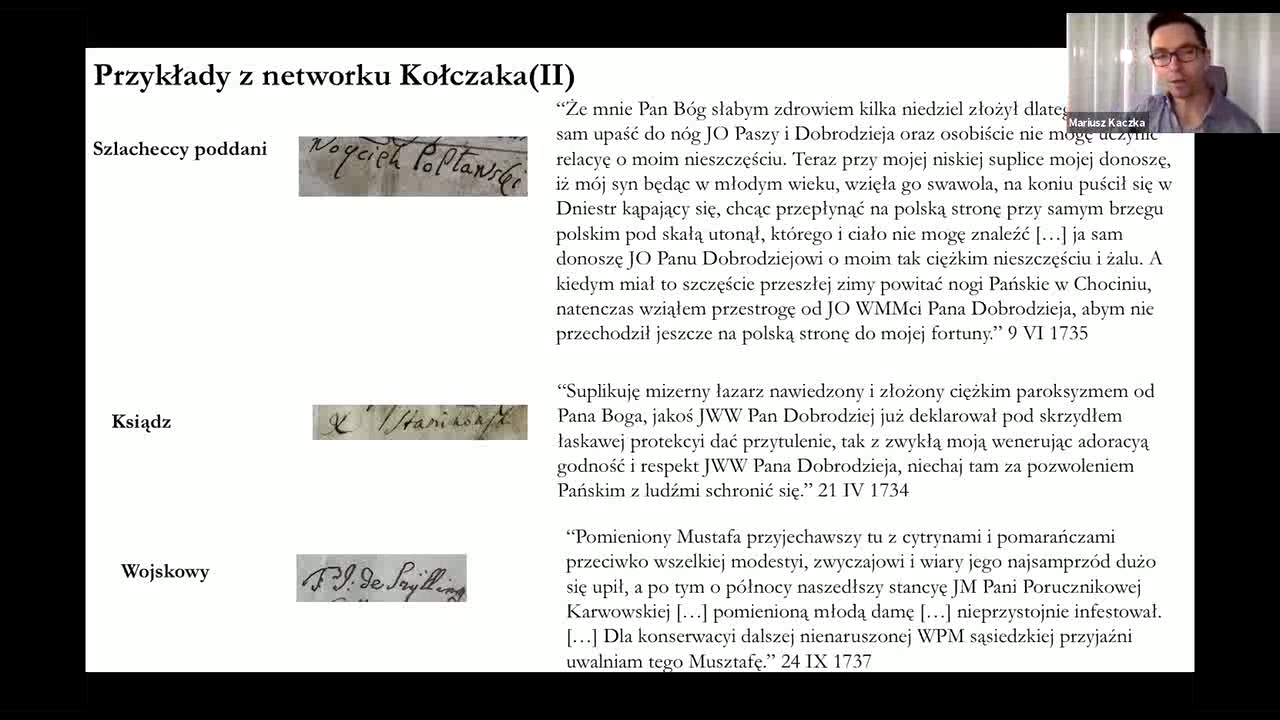 Przykłady z networku Kołczaka(II)
Szlacheccy poddani
Woyciech Poltawski
“Że mnie Pan Bóg słabym zdrowiem kilka niedziel złożył
sam upaść do nóg JO Paszy i Dobrodzieja oraz osobiście nie mogę uczynić
relacyę o moim nieszczęściu. Teraz przy mojej niskiej suplice mojej donoszę,
iż mój syn będąc w młodym wieku, wzięła go swawola, na koniu puścił się w
Dniestr kąpający się, chcąc przepłynąć na polską stronę przy samym brzegu
polskim pod skałą utonął, którego i ciało nie mogę znaleźć […] ja sam
donoszę JO Panu Dobrodziejowi o moim tak ciężkim nieszczęściu i żalu. A
kiedym miał to szczęście przeszłej zimy powitać nogi Pańskie w Chociniu,
natenczas wziąłem przestrogę od JO WMMci Pana Dobrodzieja, abym nie
przechodził jeszcze na polską stronę do mojej fortuny.” 9 VI 1735
Mariusz Kaczka
Ksiądz
“Suplikuję mizerny łazarz nawiedzony i złożony ciężkim paroksyzmem od
Pana Boga, jakoś JWW Pan Dobrodziej już deklarował pod skrzydłem
łaskawej protekcyi dać przytulenie, tak z zwykłą moją wenerując adoracyą
godność i respekt JWW Pana Dobrodzieja, niechaj tam za pozwoleniem
Pańskim z ludźmi schronić się.” 21 IV 1734
Wojskowy
“Pomieniony Mustafa przyjechawszy tu z cytrynami i pomarańczami
przeciwko wszelkiej modestyi, zwyczajowi i wiary jego najsamprzód dużo
się upił, a po tym o północy naszedłszy stancyę JM Pani Porucznikowej
Karwowskiej […] pomienioną młodą damę […] nieprzystojnie infestował.
[…] Dla konserwacyi dalszej nienaruszonej WPM sąsiedzkiej przyjaźni
uwalniam tego Musztafę.” 24 IX 1737